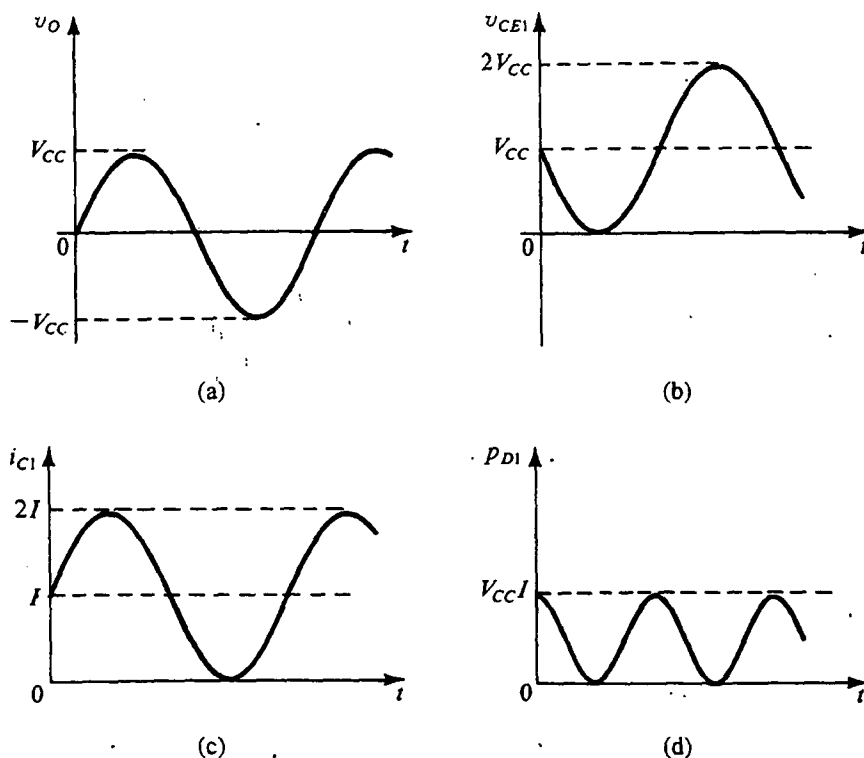 v_O
V_CC
0
t
−V_CC
(a)
v_CE1
2V_CC
V_CC
0
t
(b)
i_C1
2I
I
0
t
(c)
p_D1
V_CC I
0
t
(d)